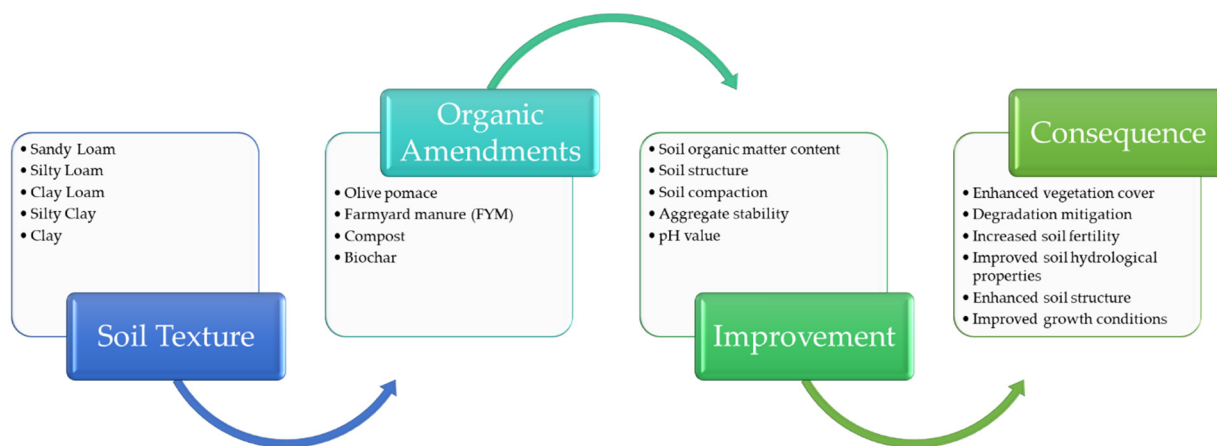 • Sandy Loam
• Silty Loam
• Clay Loam
• Silty Clay
• Clay
Soil Texture
Organic
Amendments
• Olive pomace
• Farmyard manure (FYM)
• Compost
• Biochar
• Soil organic matter content
• Soil structure
• Soil compaction
• Aggregate stability
• pH value
Improvement
Consequence
• Enhanced vegetation cover
• Degradation mitigation
• Increased soil fertility
• Improved soil hydrological
properties
• Enhanced soil structure
• Improved growth conditions